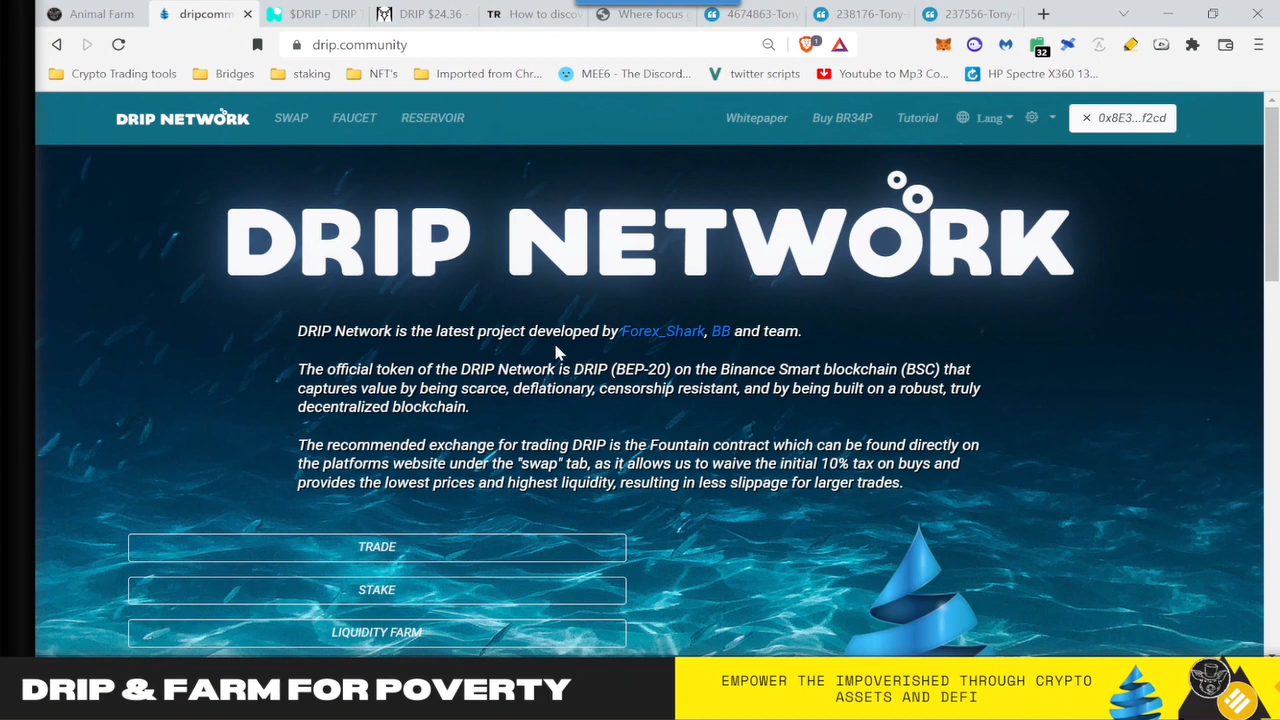 Animal Farm
dripcomm
$DRIP - DRIP
DRIP $24.36 -
TR How to discov
Where focus g
4674863-Tony
238176-Tony-
237556-Tony-
drip.community
1
32
Crypto Trading tools
Bridges
staking
NFT's
Imported from Chr...
MEE6 - The Discord...
twitter scripts
Youtube to Mp3 Co...
HP Spectre X360 13...
DRIP NETWORK
SWAP
FAUCET
RESERVOIR
Whitepaper
Buy BR34P
Tutorial
Lang
✕ 0x8E3...f2cd
DRIP NETWORK
DRIP Network is the latest project developed by Forex_Shark, BB and team.
The official token of the DRIP Network is DRIP (BEP-20) on the Binance Smart blockchain (BSC) that
captures value by being scarce, deflationary, censorship resistant, and by being built on a robust, truly
decentralized blockchain.
The recommended exchange for trading DRIP is the Fountain contract which can be found directly on
the platforms website under the "swap" tab, as it allows us to waive the initial 10% tax on buys and
provides the lowest prices and highest liquidity, resulting in less slippage for larger trades.
TRADE
STAKE
LIQUIDITY FARM
DRIP & FARM FOR POVERTY
EMPOWER THE IMPOVERISHED THROUGH CRYPTO
ASSETS AND DEFI